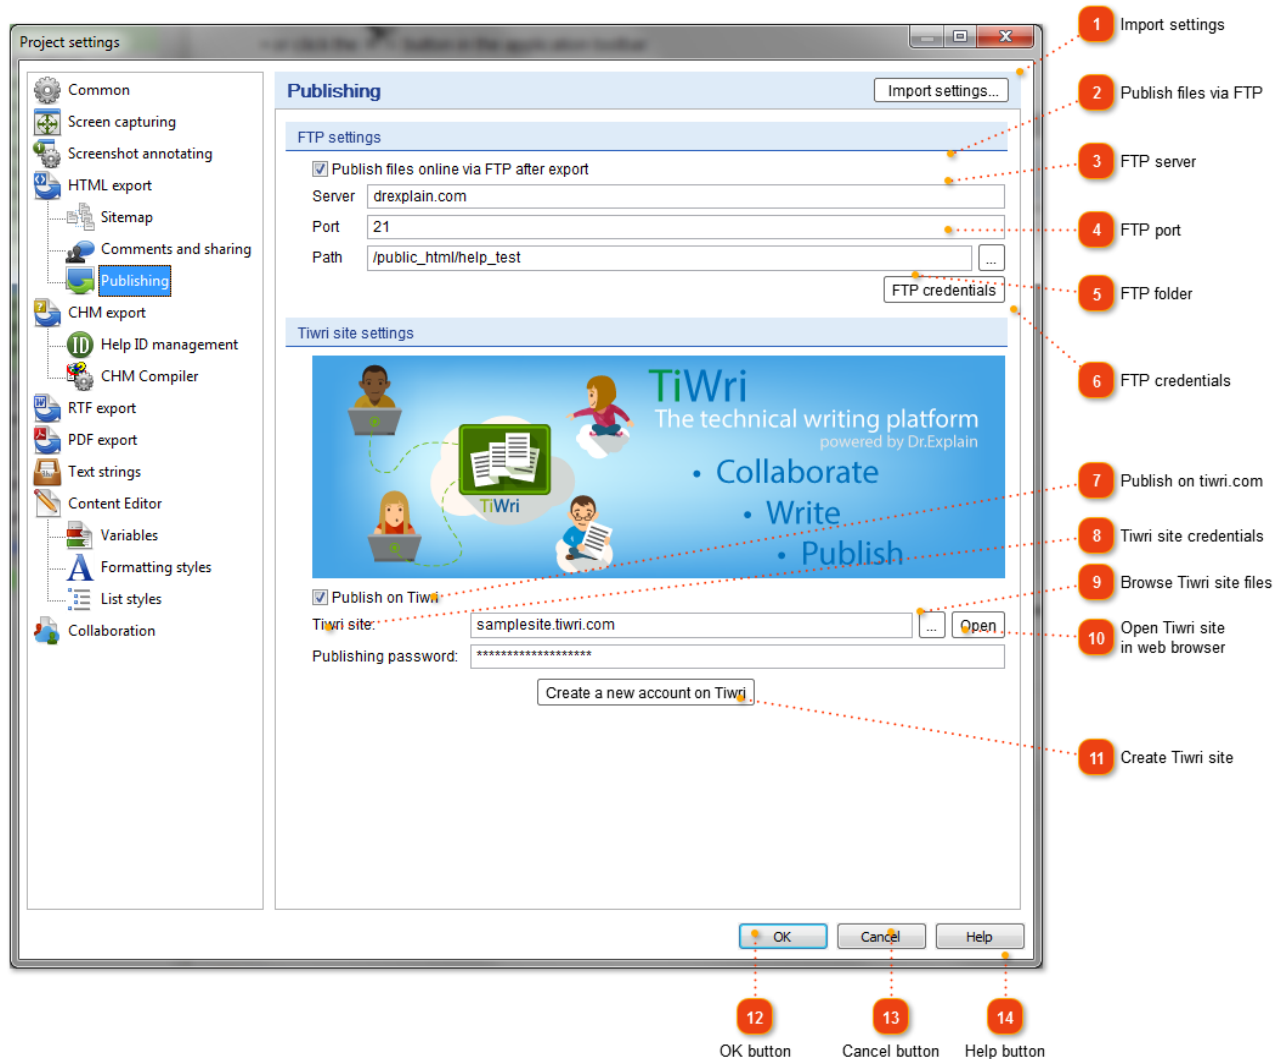 Project settings
Common
Screen capturing
Screenshot annotating
HTML export
Sitemap
Comments and sharing
Publishing
CHM export
ID
Help ID management
CHM Compiler
RTF export
PDF export
Text strings
Content Editor
Variables
A
Formatting styles
List styles
Collaboration
Publishing
Import settings...
FTP settings
Publish files online via FTP after export
Server
drexplain.com
Port
21
Path
/public_html/help_test
...
FTP credentials
Tiwri site settings
TiWri
TiWri
The technical writing platform
powered by Dr.Explain
• Collaborate
• Write
• Publish
Publish on Tiwri
Tiwri site:
samplesite.tiwri.com
...
Open
Publishing password:
*******************
Create a new account on Tiwri
OK
Cancel
Help
1 Import settings
2 Publish files via FTP
3 FTP server
4 FTP port
5 FTP folder
6 FTP credentials
7 Publish on tiwri.com
8 Tiwri site credentials
9 Browse Tiwri site files
10 Open Tiwri site
in web browser
11 Create Tiwri site
12
OK button
13
Cancel button
14
Help button